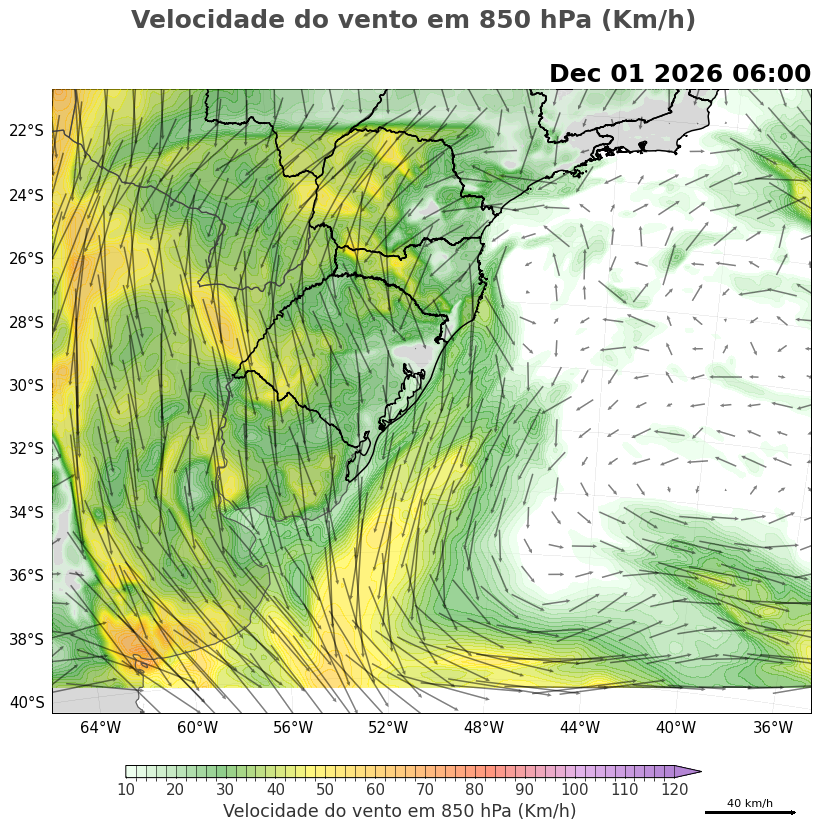 Velocidade do vento em 850 hPa (Km/h)
Dec 01 2026 06:00
22°S
24°S
26°S
28°S
30°S
32°S
34°S
36°S
38°S
40°S
64°W 60°W 56°W 52°W 48°W 44°W 40°W 36°W
10 20 30 40 50 60 70 80 90 100 110 120
Velocidade do vento em 850 hPa (Km/h)
40 km/h